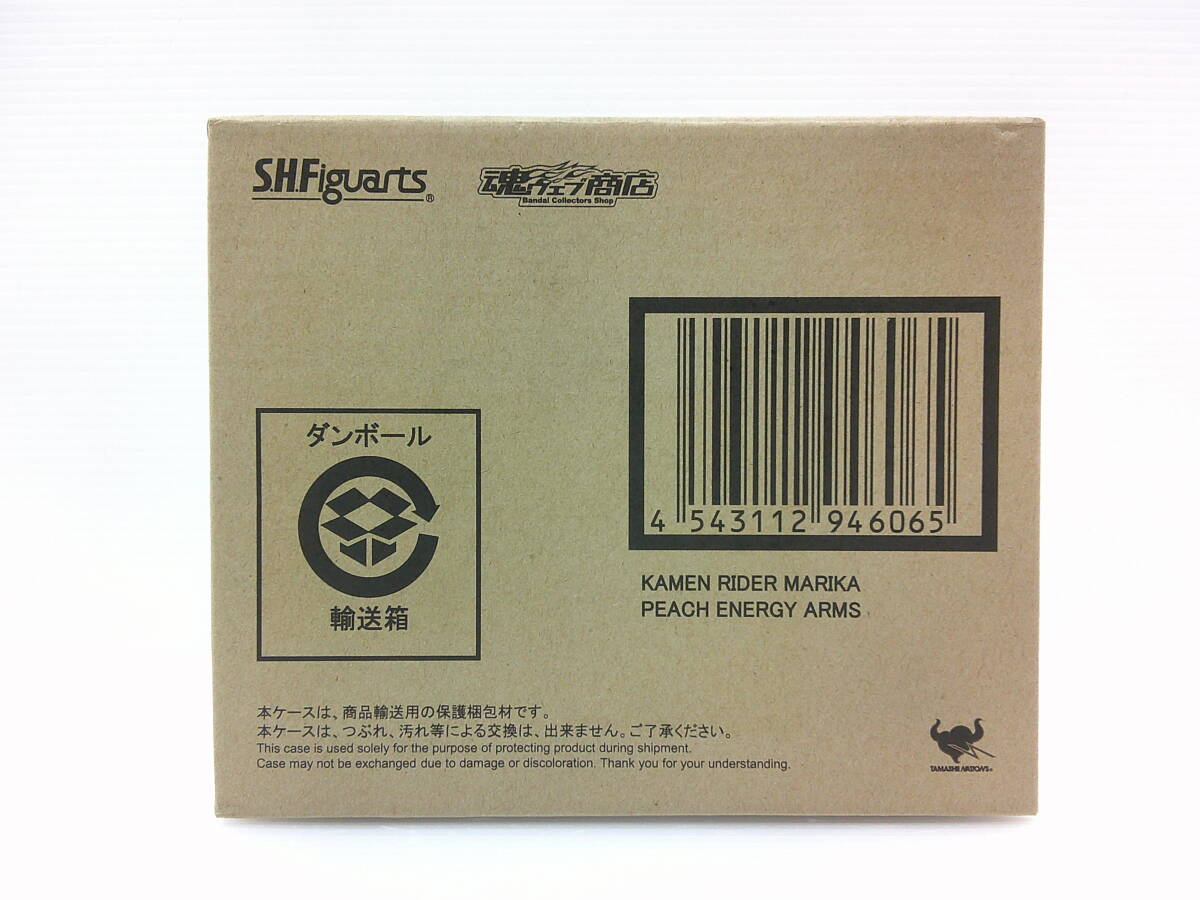 S.H.Figuarts®
魂ウェブ商店
Bandai Collectors Shop
4 543112 946065
KAMEN RIDER MARIKA
PEACH ENERGY ARMS
ダンボール
輸送箱
本ケースは、商品輸送用の保護梱包材です。
本ケースは、つぶれ、汚れ等による交換は、出来ません。ご了承ください。
This case is used solely for the purpose of protecting product during shipment.
Case may not be exchanged due to damage or discoloration. Thank you for your understanding.
TAMASHII NATIONS®